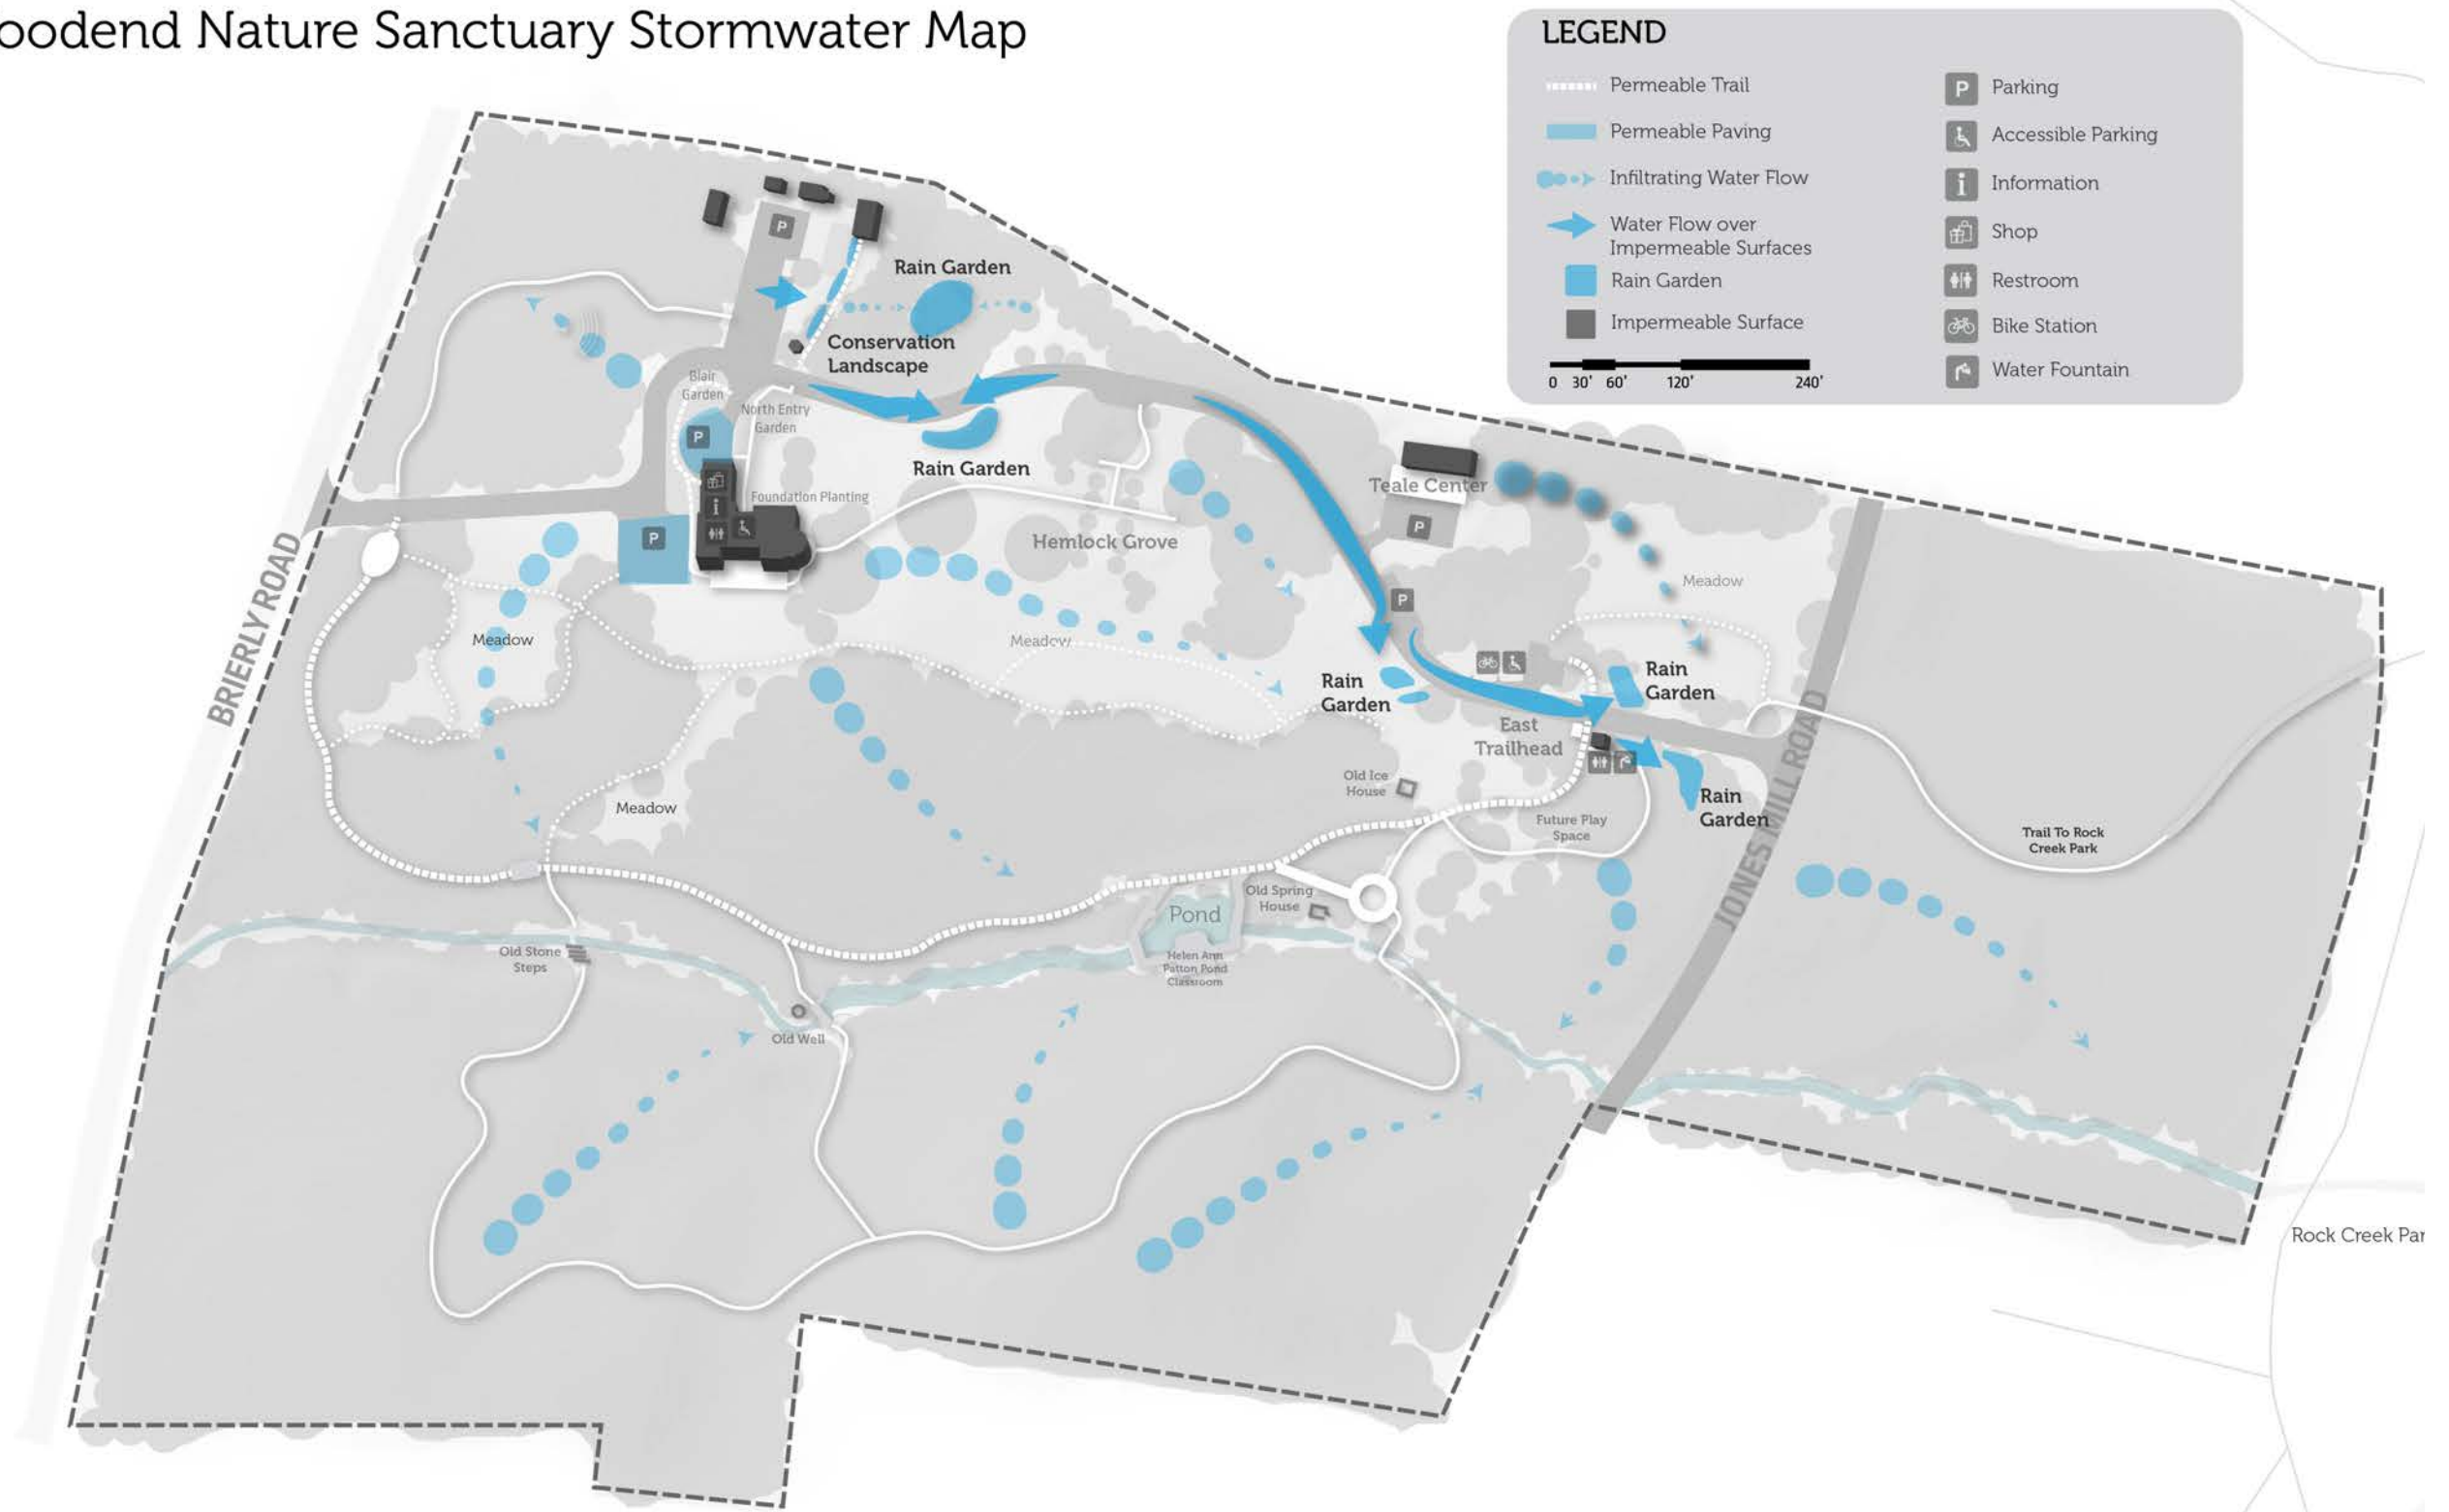 oodend Nature Sanctuary Stormwater Map
LEGEND
Permeable Trail
Permeable Paving
Infiltrating Water Flow
Water Flow over
Impermeable Surfaces
Rain Garden
Impermeable Surface
0 30' 60' 120' 240'
P Parking
Accessible Parking
i Information
Shop
Restroom
Bike Station
Water Fountain
P
Rain Garden
Conservation
Landscape
Blair
Garden
North Entry
Garden
P
Rain Garden
i
Foundation Planting
P
Hemlock Grove
Teale Center
P
P
Meadow
BRIERLY ROAD
Meadow
Meadow
Rain
Garden
Rain
Garden
East
Trailhead
Old Ice
House
Rain
Garden
Meadow
Future Play
Space
JONES MILL ROAD
Trail To Rock
Creek Park
Old Spring
House
Pond
Helen Ann
Patton Pond
Classroom
Old Stone
Steps
Old Well
Rock Creek Par